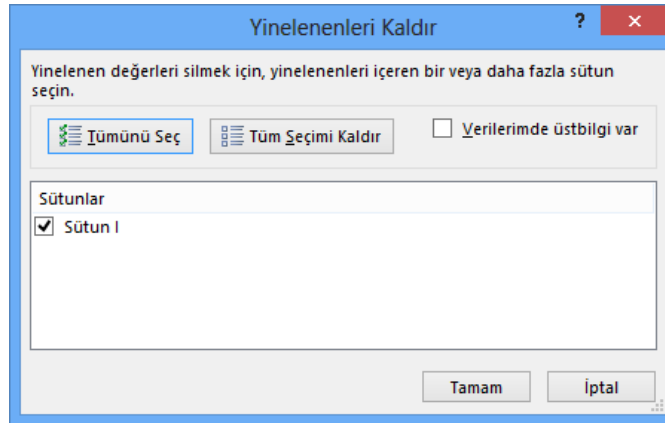 Yinelenenleri Kaldır
?
Yinelenen değerleri silmek için, yinelenenleri içeren bir veya daha fazla sütun
seçin.
Tümünü Seç
Tüm Seçimi Kaldır
Verilerimde üstbilgi var
Sütunlar
Sütun I
Tamam
İptal